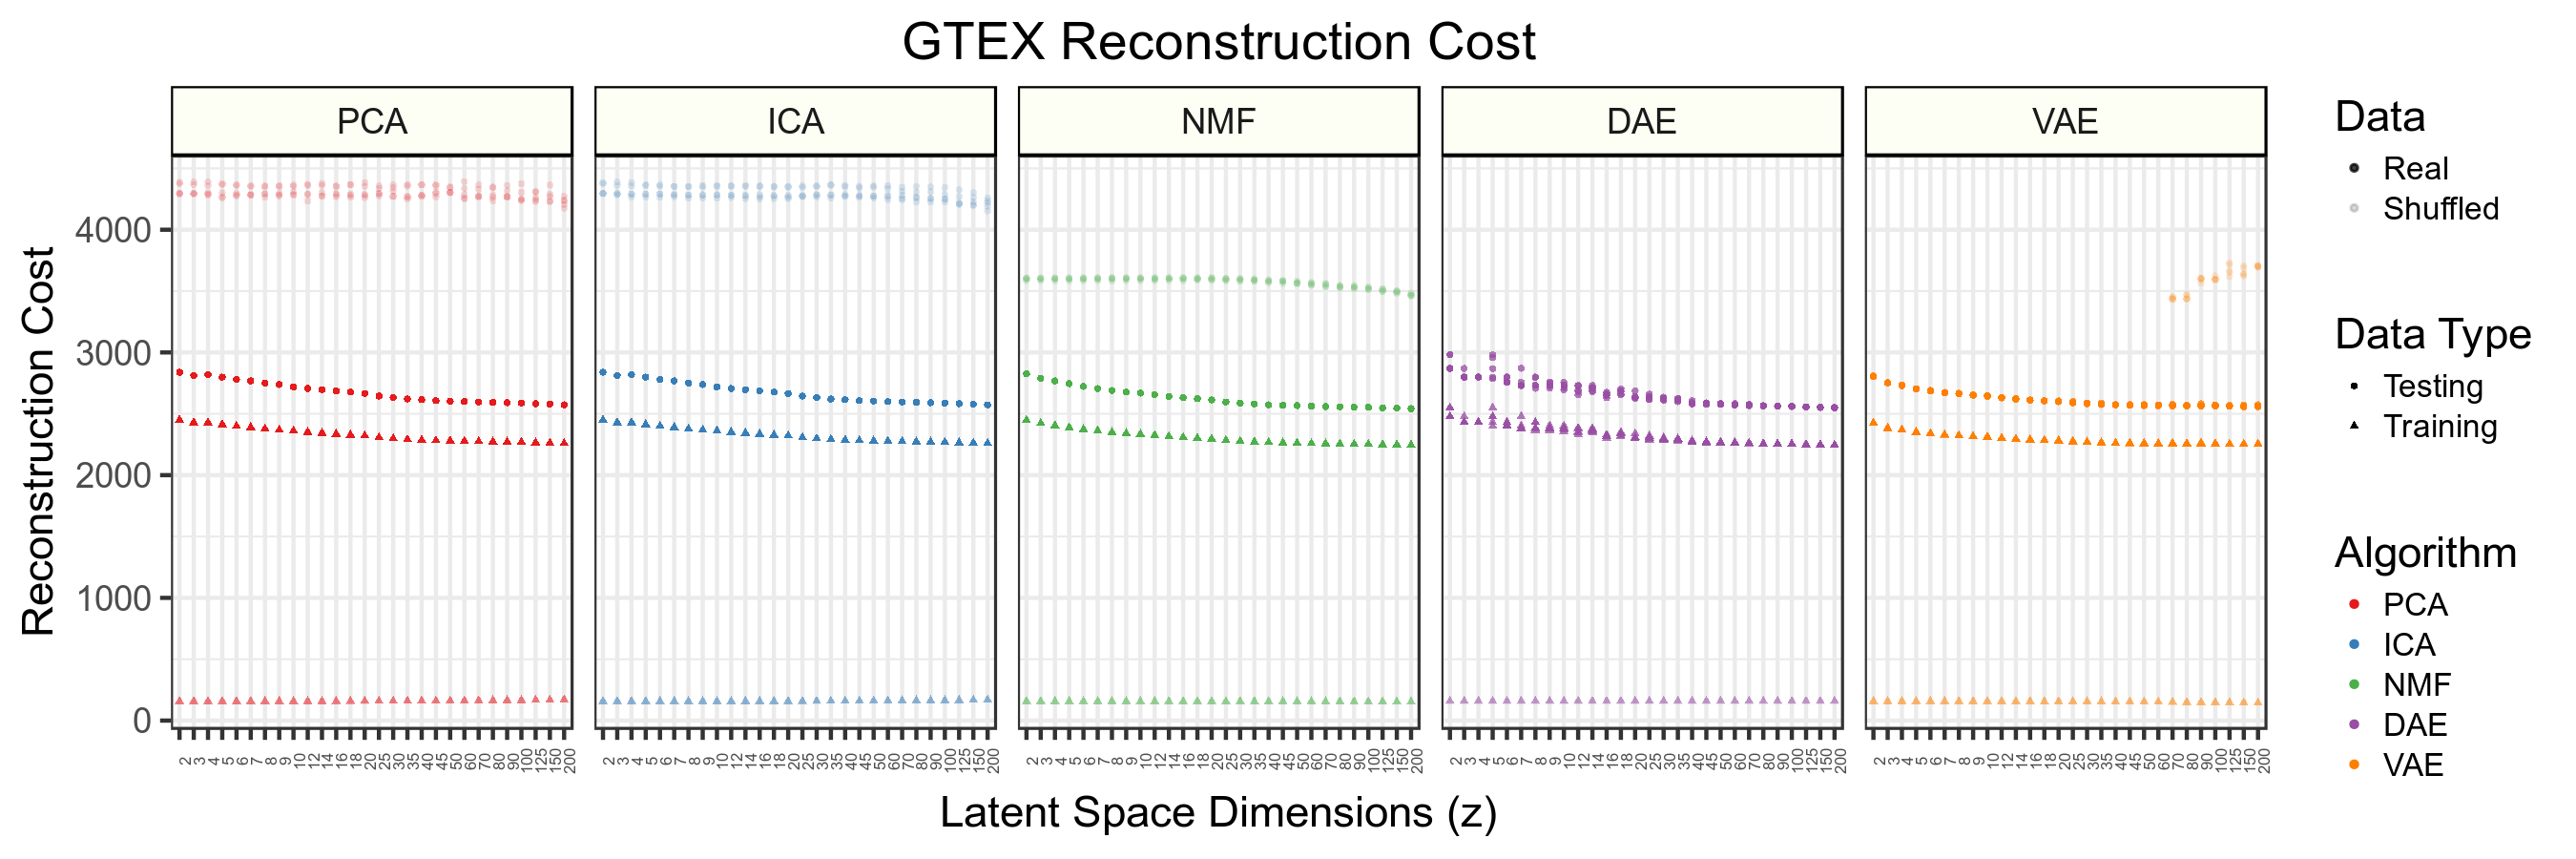 GTEX Reconstruction Cost
PCA
ICA
NMF
DAE
VAE
Reconstruction Cost
4000
3000
2000
1000
0
2 3 4 5 6 7 8 9 10 12 14 16 18 20 25 30 35 40 45 50 60 70 80 90 100 125 150 200
2 3 4 5 6 7 8 9 10 12 14 16 18 20 25 30 35 40 45 50 60 70 80 90 100 125 150 200
2 3 4 5 6 7 8 9 10 12 14 16 18 20 25 30 35 40 45 50 60 70 80 90 100 125 150 200
2 3 4 5 6 7 8 9 10 12 14 16 18 20 25 30 35 40 45 50 60 70 80 90 100 125 150 200
2 3 4 5 6 7 8 9 10 12 14 16 18 20 25 30 35 40 45 50 60 70 80 90 100 125 150 200
Latent Space Dimensions (z)
Data
Real
Shuffled
Data Type
Testing
Training
Algorithm
PCA
ICA
NMF
DAE
VAE